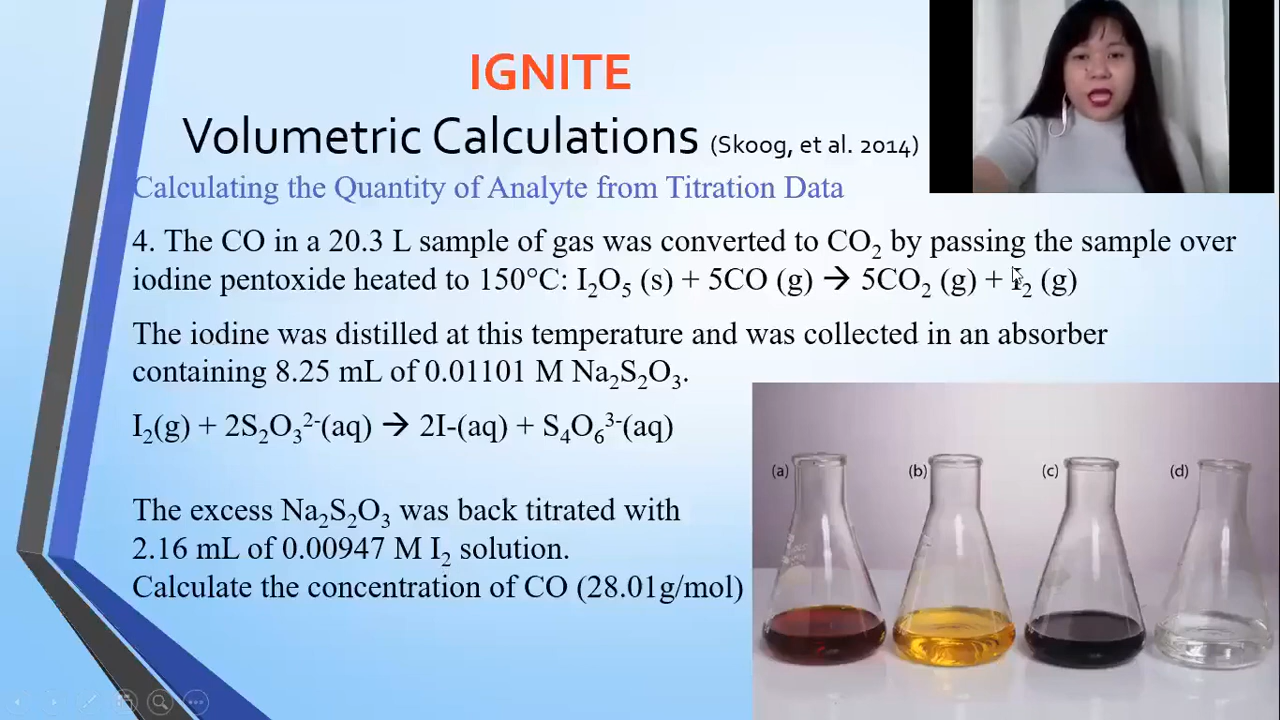 IGNITE
Volumetric Calculations (Skoog, et al. 2014)
Calculating the Quantity of Analyte from Titration Data
4. The CO in a 20.3 L sample of gas was converted to CO₂ by passing the sample over
iodine pentoxide heated to 150°C: I₂O₅ (s) + 5CO (g) → 5CO₂ (g) + I₂ (g)
The iodine was distilled at this temperature and was collected in an absorber
containing 8.25 mL of 0.01101 M Na₂S₂O₃.
I₂(g) + 2S₂O₃²⁻(aq) → 2I-(aq) + S₄O₆³⁻(aq)
(a) (b) (c) (d)
The excess Na₂S₂O₃ was back titrated with
2.16 mL of 0.00947 M I₂ solution.
Calculate the concentration of CO (28.01g/mol)